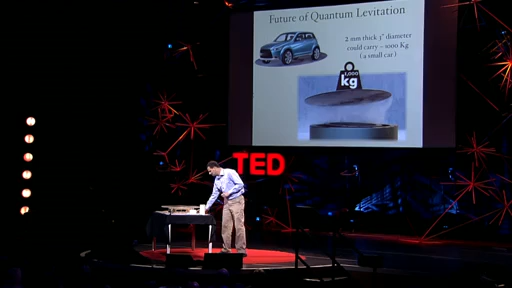 Future of Quantum Levitation
2 mm thick 3" diameter
could carry ~ 1000 Kg
( a small car )
1,000
kg
TED